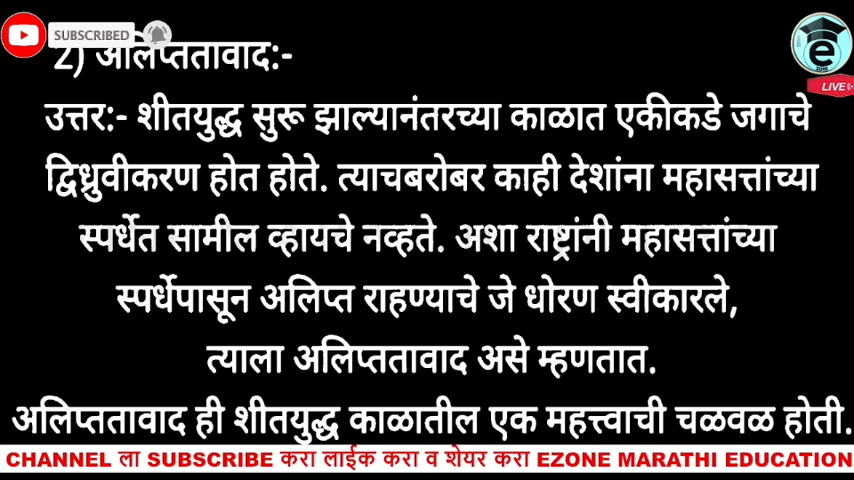 SUBSCRIBED
2) अलिप्ततावाद:-
e
LIVE
उत्तर:- शीतयुद्ध सुरू झाल्यानंतरच्या काळात एकीकडे जगाचे
द्विध्रुवीकरण होत होते. त्याचबरोबर काही देशांना महासत्तांच्या
स्पर्धेत सामील व्हायचे नव्हते. अशा राष्ट्रांनी महासत्तांच्या
स्पर्धेपासून अलिप्त राहण्याचे जे धोरण स्वीकारले,
त्याला अलिप्ततावाद असे म्हणतात.
अलिप्ततावाद ही शीतयुद्ध काळातील एक महत्त्वाची चळवळ होती.
CHANNEL ला SUBSCRIBE करा लाईक करा व शेयर करा EZONE MARATHI EDUCATION